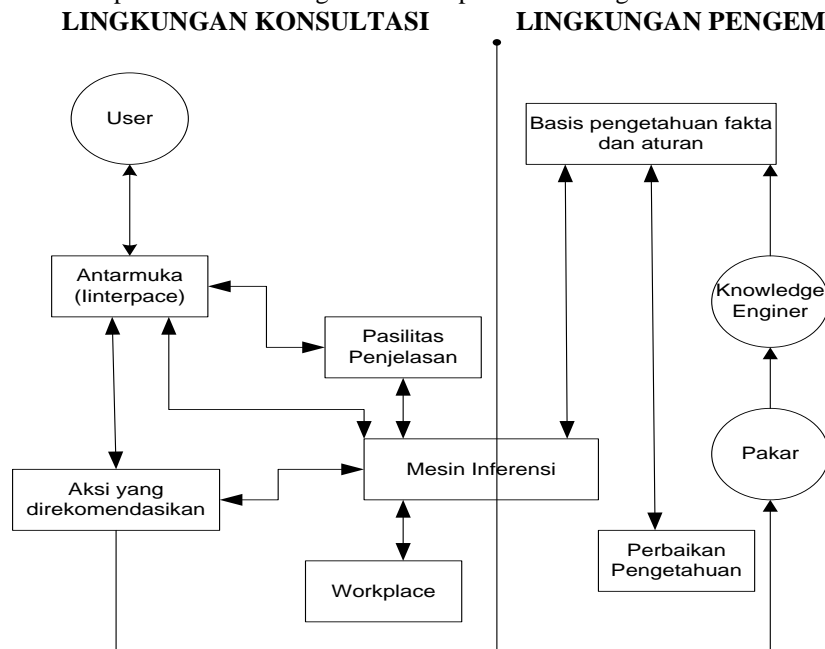 LINGKUNGAN KONSULTASI
LINGKUNGAN PENGEM
User
Basis pengetahuan fakta
dan aturan
Antarmuka
(Iinterpace)
Knowledge
Enginer
Pasilitas
Penjelasan
Mesin Inferensi
Pakar
Aksi yang
direkomendasikan
Perbaikan
Pengetahuan
Workplace